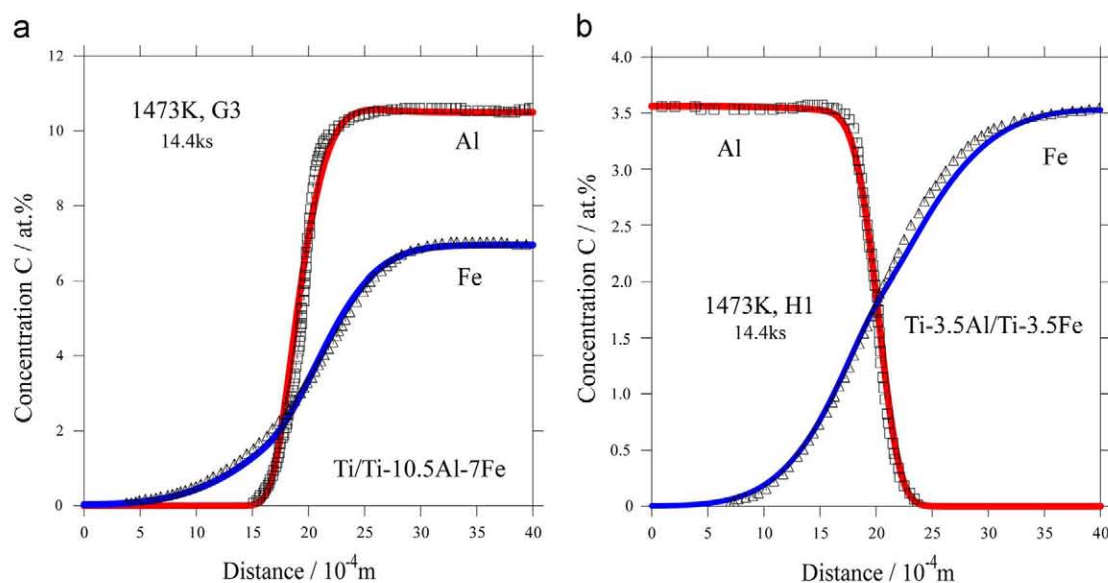 a
12
10
8
6
4
2
0
Concentration C / at.%
1473K, G3
14.4ks
Al
Fe
Ti/Ti-10.5Al-7Fe
0 5 10 15 20 25 30 35 40
Distance / 10⁻⁴m
b
4.0
3.5
3.0
2.5
2.0
1.5
1.0
0.5
0
Concentration C / at.%
Al
Fe
1473K, H1
14.4ks
Ti-3.5Al/Ti-3.5Fe
0 5 10 15 20 25 30 35 40
Distance / 10⁻⁴m